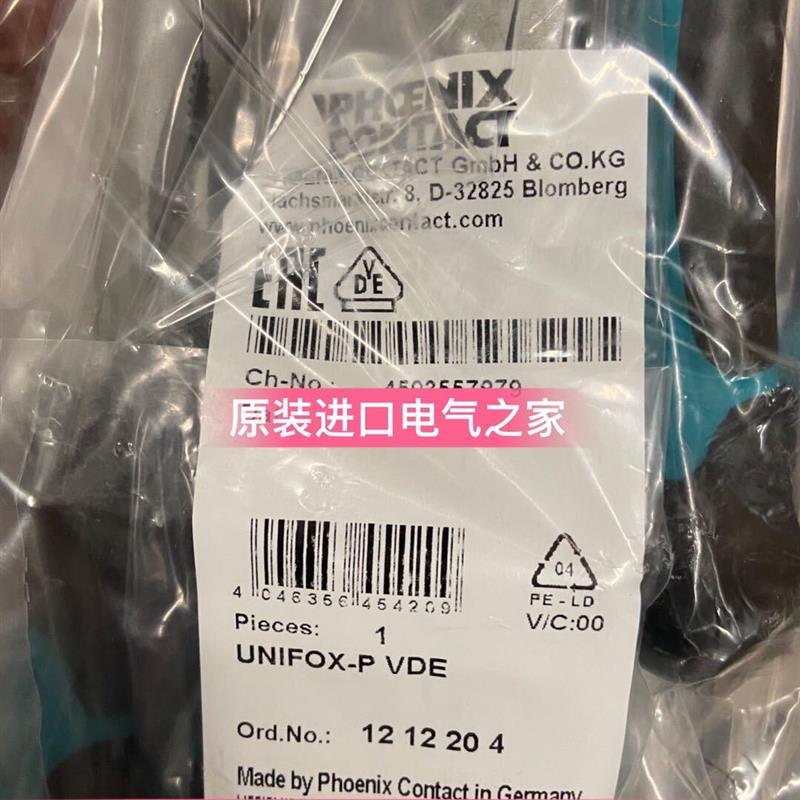 PHOENIX
CONTACT
CONTACT GmbH & CO.KG
8, D-32825 Blomberg
www.phoenixcontact.com
EAC
VDE
Ch-No.:
原装进口电气之家
4 046356 454209
04
PE-LD
V/C:00
Pieces: 1
UNIFOX-P VDE
Ord.No.: 12 12 20 4
Made by Phoenix Contact in Germany